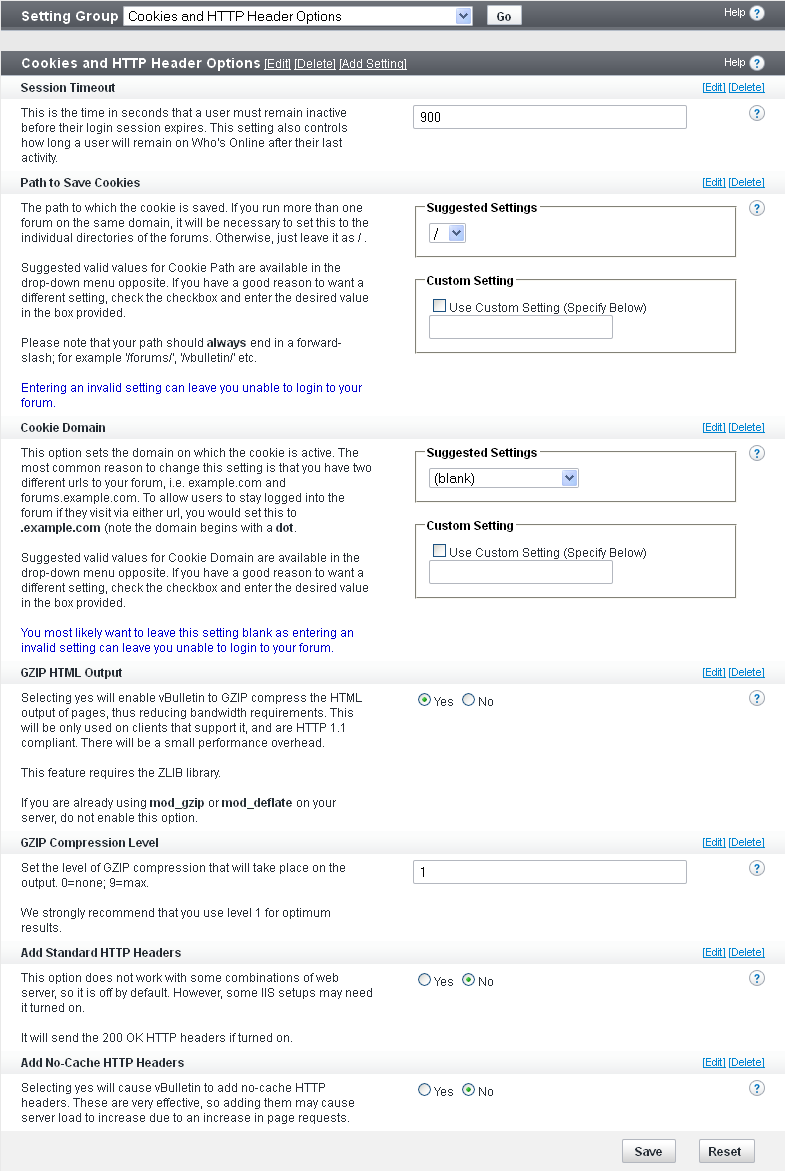 Setting Group Cookies and HTTP Header Options Go Help ?
Cookies and HTTP Header Options [Edit] [Delete] [Add Setting] Help ?
Session Timeout [Edit] [Delete]
This is the time in seconds that a user must remain inactive
before their login session expires. This setting also controls
how long a user will remain on Who's Online after their last
activity.
900 ?
Path to Save Cookies [Edit] [Delete]
The path to which the cookie is saved. If you run more than one
forum on the same domain, it will be necessary to set this to the
individual directories of the forums. Otherwise, just leave it as / .
Suggested valid values for Cookie Path are available in the
drop-down menu opposite. If you have a good reason to want a
different setting, check the checkbox and enter the desired value
in the box provided.
Please note that your path should always end in a forward-
slash; for example '/forums/', '/vbulletin/' etc.
Entering an invalid setting can leave you unable to login to your
forum.
Suggested Settings ?
/
Custom Setting
Use Custom Setting (Specify Below)
Cookie Domain [Edit] [Delete]
This option sets the domain on which the cookie is active. The
most common reason to change this setting is that you have two
different urls to your forum, i.e. example.com and
forums.example.com. To allow users to stay logged into the
forum if they visit via either url, you would set this to
.example.com (note the domain begins with a dot.
Suggested valid values for Cookie Domain are available in the
drop-down menu opposite. If you have a good reason to want a
different setting, check the checkbox and enter the desired value
in the box provided.
You most likely want to leave this setting blank as entering an
invalid setting can leave you unable to login to your forum.
Suggested Settings ?
(blank)
Custom Setting
Use Custom Setting (Specify Below)
GZIP HTML Output [Edit] [Delete]
Selecting yes will enable vBulletin to GZIP compress the HTML
output of pages, thus reducing bandwidth requirements. This
will be only used on clients that support it, and are HTTP 1.1
compliant. There will be a small performance overhead.
This feature requires the ZLIB library.
If you are already using mod_gzip or mod_deflate on your
server, do not enable this option.
Yes No ?
GZIP Compression Level [Edit] [Delete]
Set the level of GZIP compression that will take place on the
output. 0=none; 9=max.
We strongly recommend that you use level 1 for optimum
results.
1 ?
Add Standard HTTP Headers [Edit] [Delete]
This option does not work with some combinations of web
server, so it is off by default. However, some IIS setups may need
it turned on.
It will send the 200 OK HTTP headers if turned on.
Yes No ?
Add No-Cache HTTP Headers [Edit] [Delete]
Selecting yes will cause vBulletin to add no-cache HTTP
headers. These are very effective, so adding them may cause
server load to increase due to an increase in page requests.
Yes No ?
Save Reset